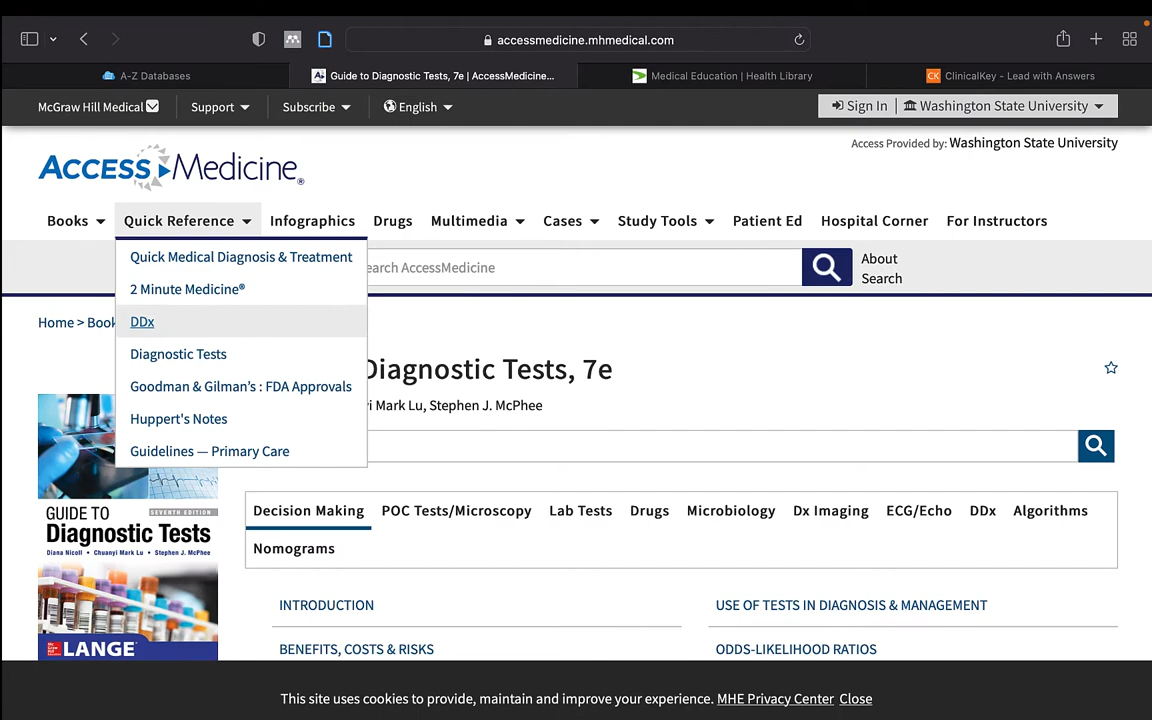 accessmedicine.mhmedical.com
A-Z Databases
Guide to Diagnostic Tests, 7e | AccessMedicine...
Medical Education | Health Library
CK ClinicalKey - Lead with Answers
McGraw Hill Medical
Support
Subscribe
English
Sign In | Washington State University
Access Provided by: Washington State University
ACCESS Medicine®
Books
Quick Reference
Infographics
Drugs
Multimedia
Cases
Study Tools
Patient Ed
Hospital Corner
For Instructors
Quick Medical Diagnosis & Treatment
2 Minute Medicine®
DDx
Diagnostic Tests
Goodman & Gilman's : FDA Approvals
Huppert's Notes
Guidelines — Primary Care
earch AccessMedicine
About
Search
Home > Book
Diagnostic Tests, 7e
yi Mark Lu, Stephen J. McPhee
SEVENTH EDITION
GUIDE TO
Diagnostic Tests
Diana Nicoll • Chuanyi Mark Lu • Stephen J. McPhee
Mc Graw Hill LANGE
Decision Making
POC Tests/Microscopy
Lab Tests
Drugs
Microbiology
Dx Imaging
ECG/Echo
DDx
Algorithms
Nomograms
INTRODUCTION
USE OF TESTS IN DIAGNOSIS & MANAGEMENT
BENEFITS, COSTS & RISKS
ODDS-LIKELIHOOD RATIOS
This site uses cookies to provide, maintain and improve your experience. MHE Privacy Center Close